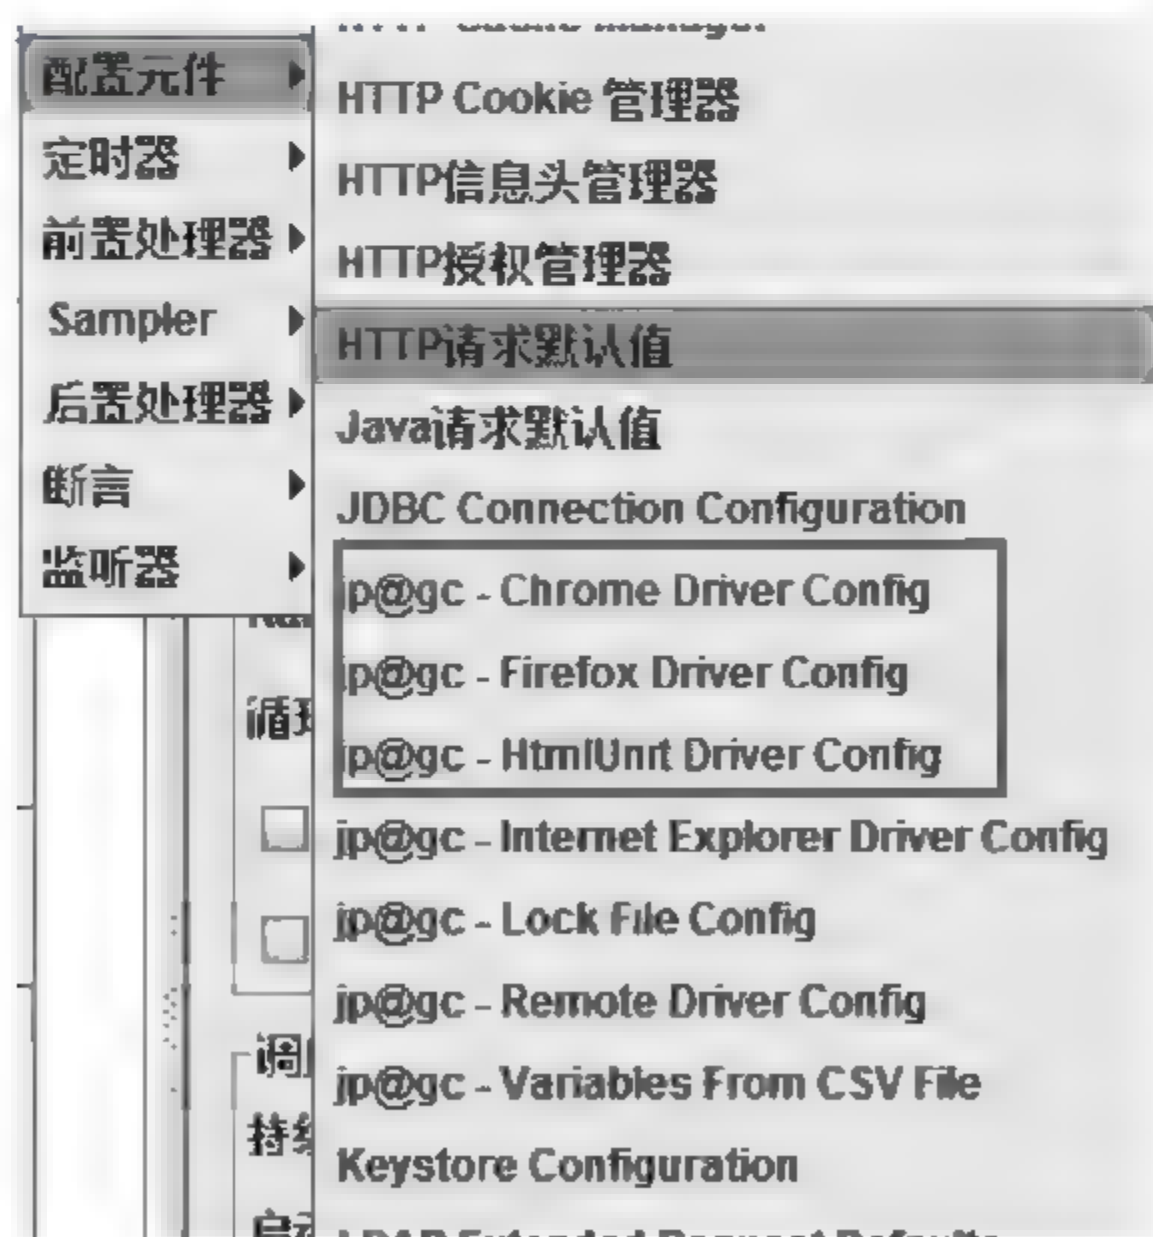 配置元件
定时器
前置处理器
Sampler
后置处理器
断言
监听器
HTTP Cookie 管理器
HTTP信息头管理器
HTTP授权管理器
HTTP请求默认值
Java请求默认值
JDBC Connection Configuration
jp@gc - Chrome Driver Config
jp@gc - Firefox Driver Config
jp@gc - HtmlUnit Driver Config
jp@gc - Internet Explorer Driver Config
jp@gc - Lock File Config
jp@gc - Remote Driver Config
jp@gc - Variables From CSV File
Keystore Configuration